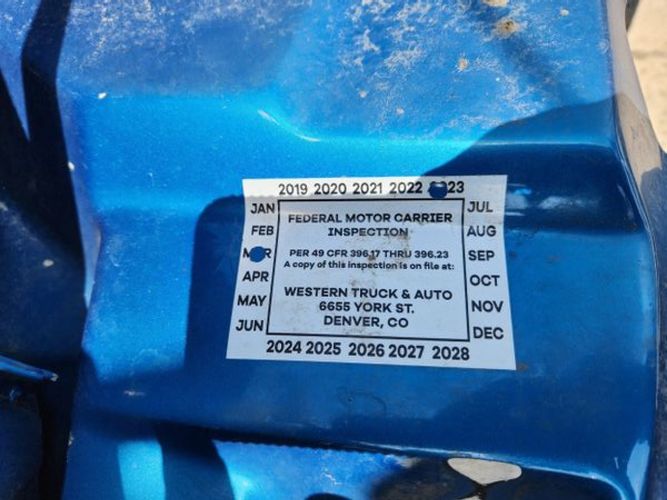 2019 2020 2021 2022 2023
JAN
FEB
MAR
APR
MAY
JUN
FEDERAL MOTOR CARRIER
INSPECTION
PER 49 CFR 396.17 THRU 396.23
A copy of this inspection is on file at:
WESTERN TRUCK & AUTO
6655 YORK ST.
DENVER, CO
JUL
AUG
SEP
OCT
NOV
DEC
2024 2025 2026 2027 2028